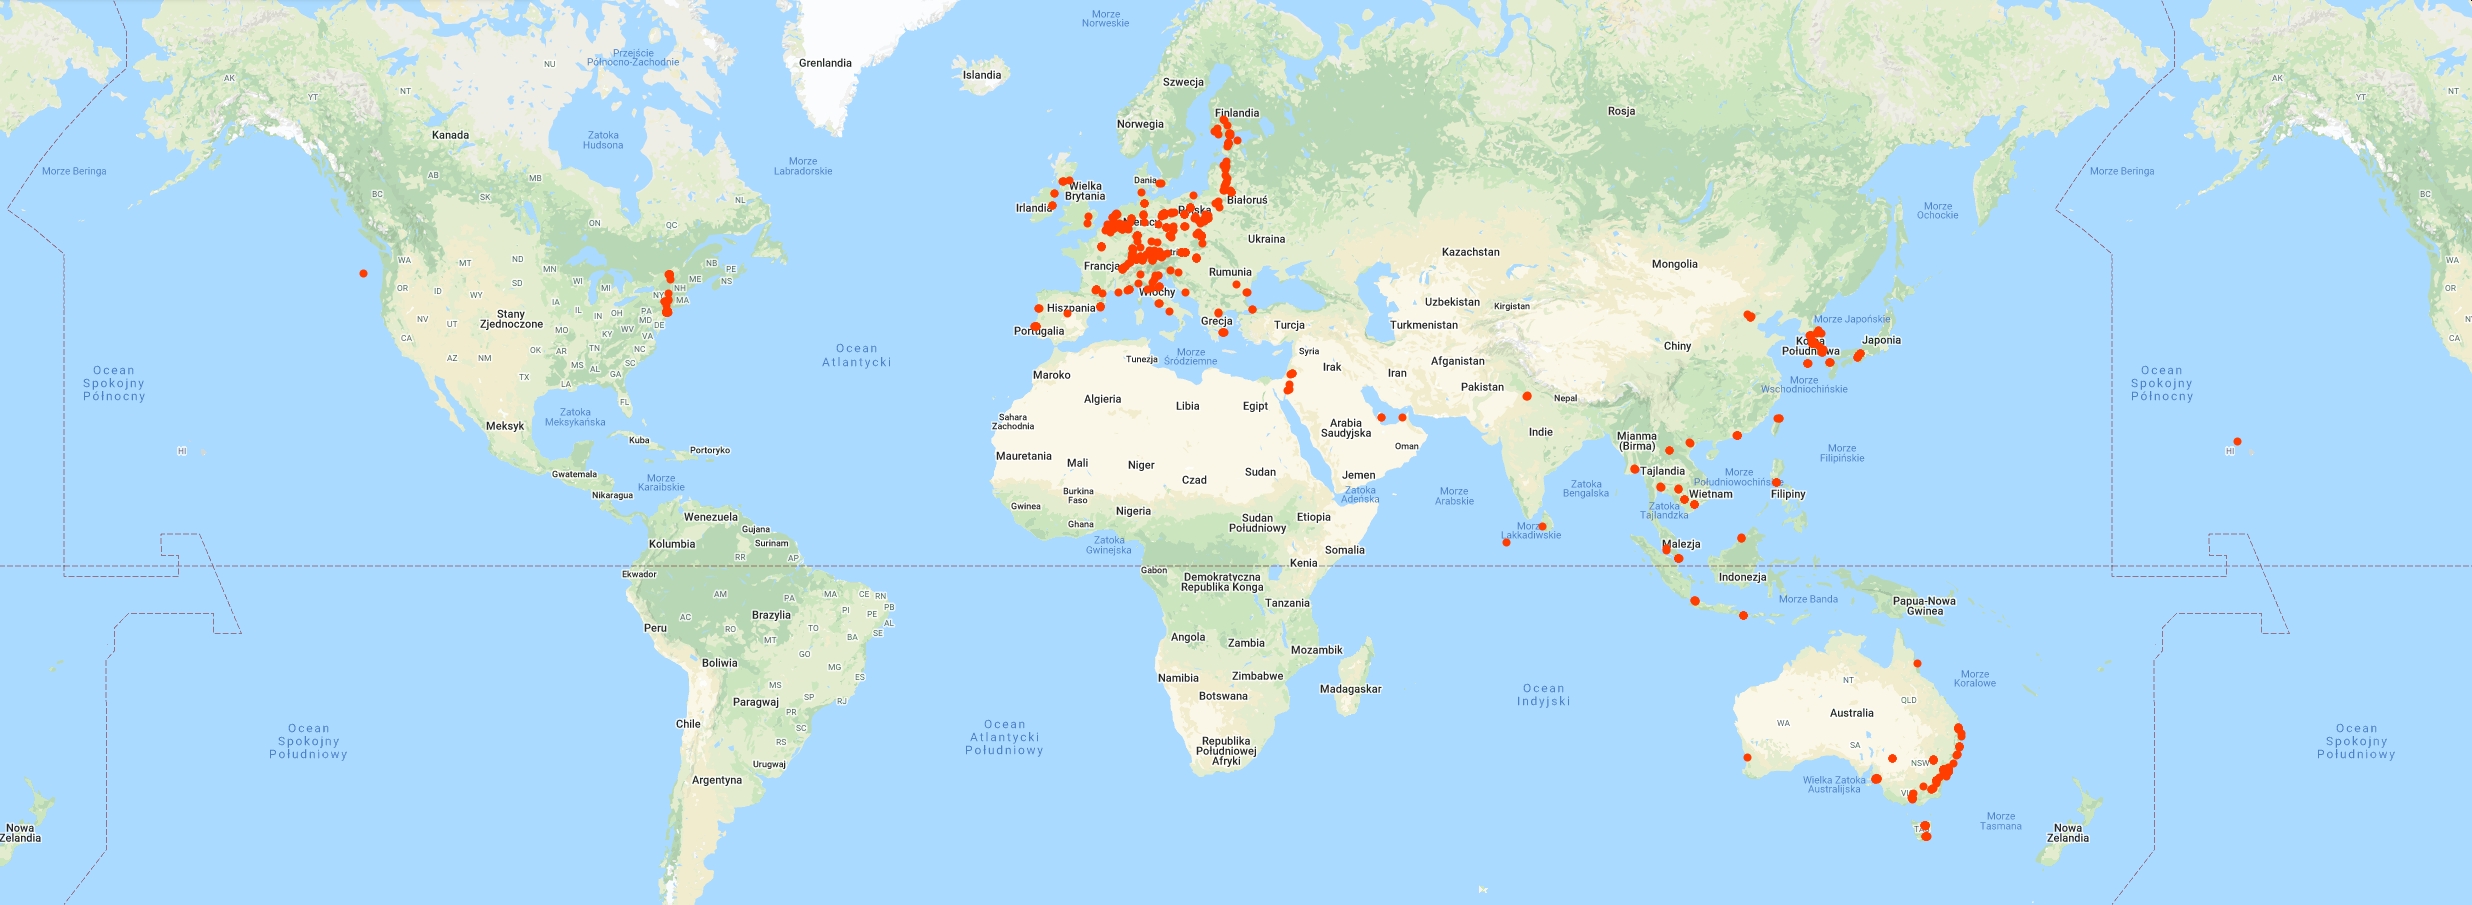 Morze
Norweskie
Przejście
Północno-Zachodnie
NU
Grenlandia
Islandia
Szwecja
AK
NT
YT
Finlandia
Norwegia
Rosja
AK
NT
YT
Kanada
Zatoka
Hudsona
Morze
Labradorskie
Morze Beringa
AB
MB
BC
SK
NL
ON
QC
Dania
Wielka
Brytania
Irlandia
Białoruś
Polska
Niemcy
Ukraina
Morze
Ochockie
Morze Beringa
BC
WA
MT
ND
MN
NB
PE
ME
NS
OR
ID
SD
WI
MI
NY
NH
MA
WY
IA
Francja
Rumunia
Kazachstan
Mongolia
WA
OR
Stany
Zjednoczone
NV
UT
NE
IL
IN
OH
PA
MD
DE
CA
CO
KS
MO
KY
WV
VA
Włochy
Hiszpania
Portugalia
Grecja
Turcja
Uzbekistan
Kirgistan
Turkmenistan
Morze Japońskie
Korea
Południowa
Japonia
Chiny
CA
AZ
NM
OK
AR
TN
NC
MS
AL
SC
TX
LA
GA
FL
Ocean
Atlantycki
Tunezja
Morze
Śródziemne
Maroko
Syria
Irak
Iran
Afganistan
Pakistan
Nepal
Morze
Wschodniochińskie
Ocean
Spokojny
Północny
Ocean
Spokojny
Północny
Algieria
Libia
Egipt
Sahara
Zachodnia
Arabia
Saudyjska
Oman
Indie
Mianma
(Birma)
Meksyk
Zatoka
Meksykańska
Kuba
Portoryko
HI
Mauretania
Mali
Niger
Czad
Sudan
Jemen
Tajlandia
Morze
Południowochińskie
Morze
Filipińskie
HI
Gwatemala
Nikaragua
Morze
Karaibskie
Burkina
Faso
Gwinea
Nigeria
Ghana
Zatoka
Adeńska
Morze
Arabskie
Zatoka
Bengalska
Zatoka
Tajlandzka
Wietnam
Filipiny
Wenezuela
Gujana
Surinam
Kolumbia
RR
AP
Zatoka
Gwinejska
Sudan
Południowy
Etiopia
Somalia
Morze
Lakkadiwskie
Malezja
Ekwador
Gabon
Kenia
Demokratyczna
Republika Konga
Indonezja
AM
PA
MA
CE
RN
PB
PI
PE
AL
SE
AC
Brazylia
RO
TO
BA
MT
Tanzania
Morze Banda
Papua-Nowa
Gwinea
Peru
Boliwia
GO
MG
ES
MS
SP
RJ
Angola
Zambia
Mozambik
Namibia
Zimbabwe
Botswana
Madagaskar
Ocean
Indyjski
NT
QLD
Morze
Koralowe
Paragwaj
PR
SC
RS
Chile
Urugwaj
Argentyna
Ocean
Spokojny
Południowy
Ocean
Atlantycki
Południowy
Republika
Południowej
Afryki
Australia
WA
SA
NSW
Wielka Zatoka
Australijska
Morze
Tasmana
Ocean
Spokojny
Południowy
Nowa
Zelandia
Nowa
Zelandia